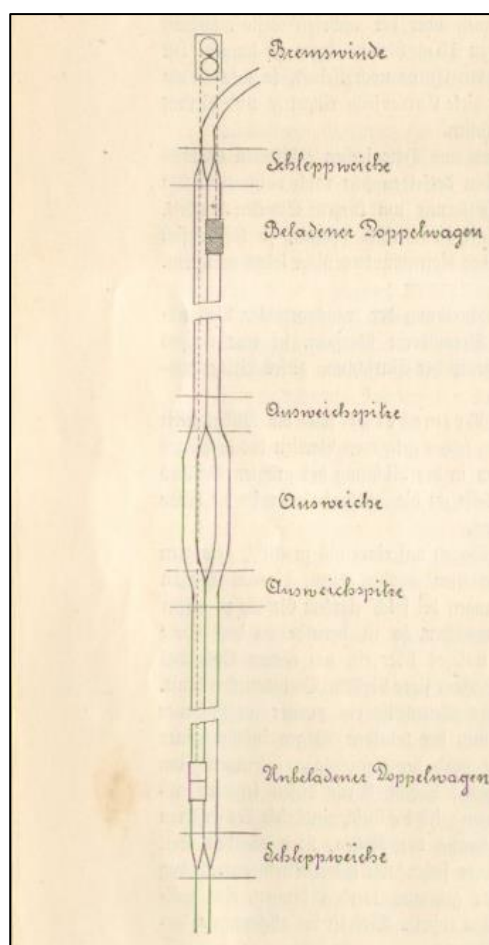 Bremswinde
Schleppweiche
Beladener Doppelwagen
Ausweichspitze
Ausweiche
Ausweichspitze
Unbeladener Doppelwagen
Schleppweiche